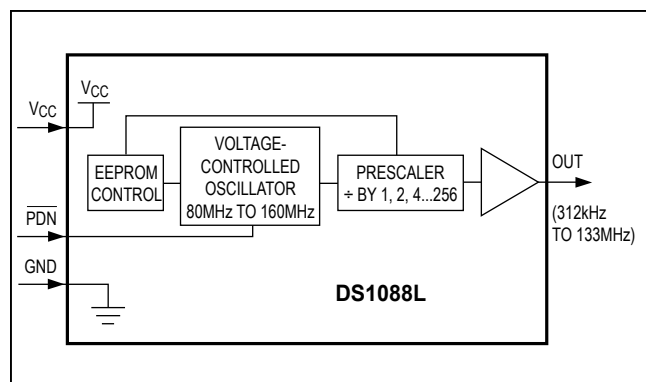 VCC
VCC
EEPROM
CONTROL
VOLTAGE-
CONTROLLED
OSCILLATOR
80MHz TO 160MHz
PRESCALER
÷ BY 1, 2, 4...256
OUT
(312kHz
TO 133MHz)
PDN
GND
DS1088L